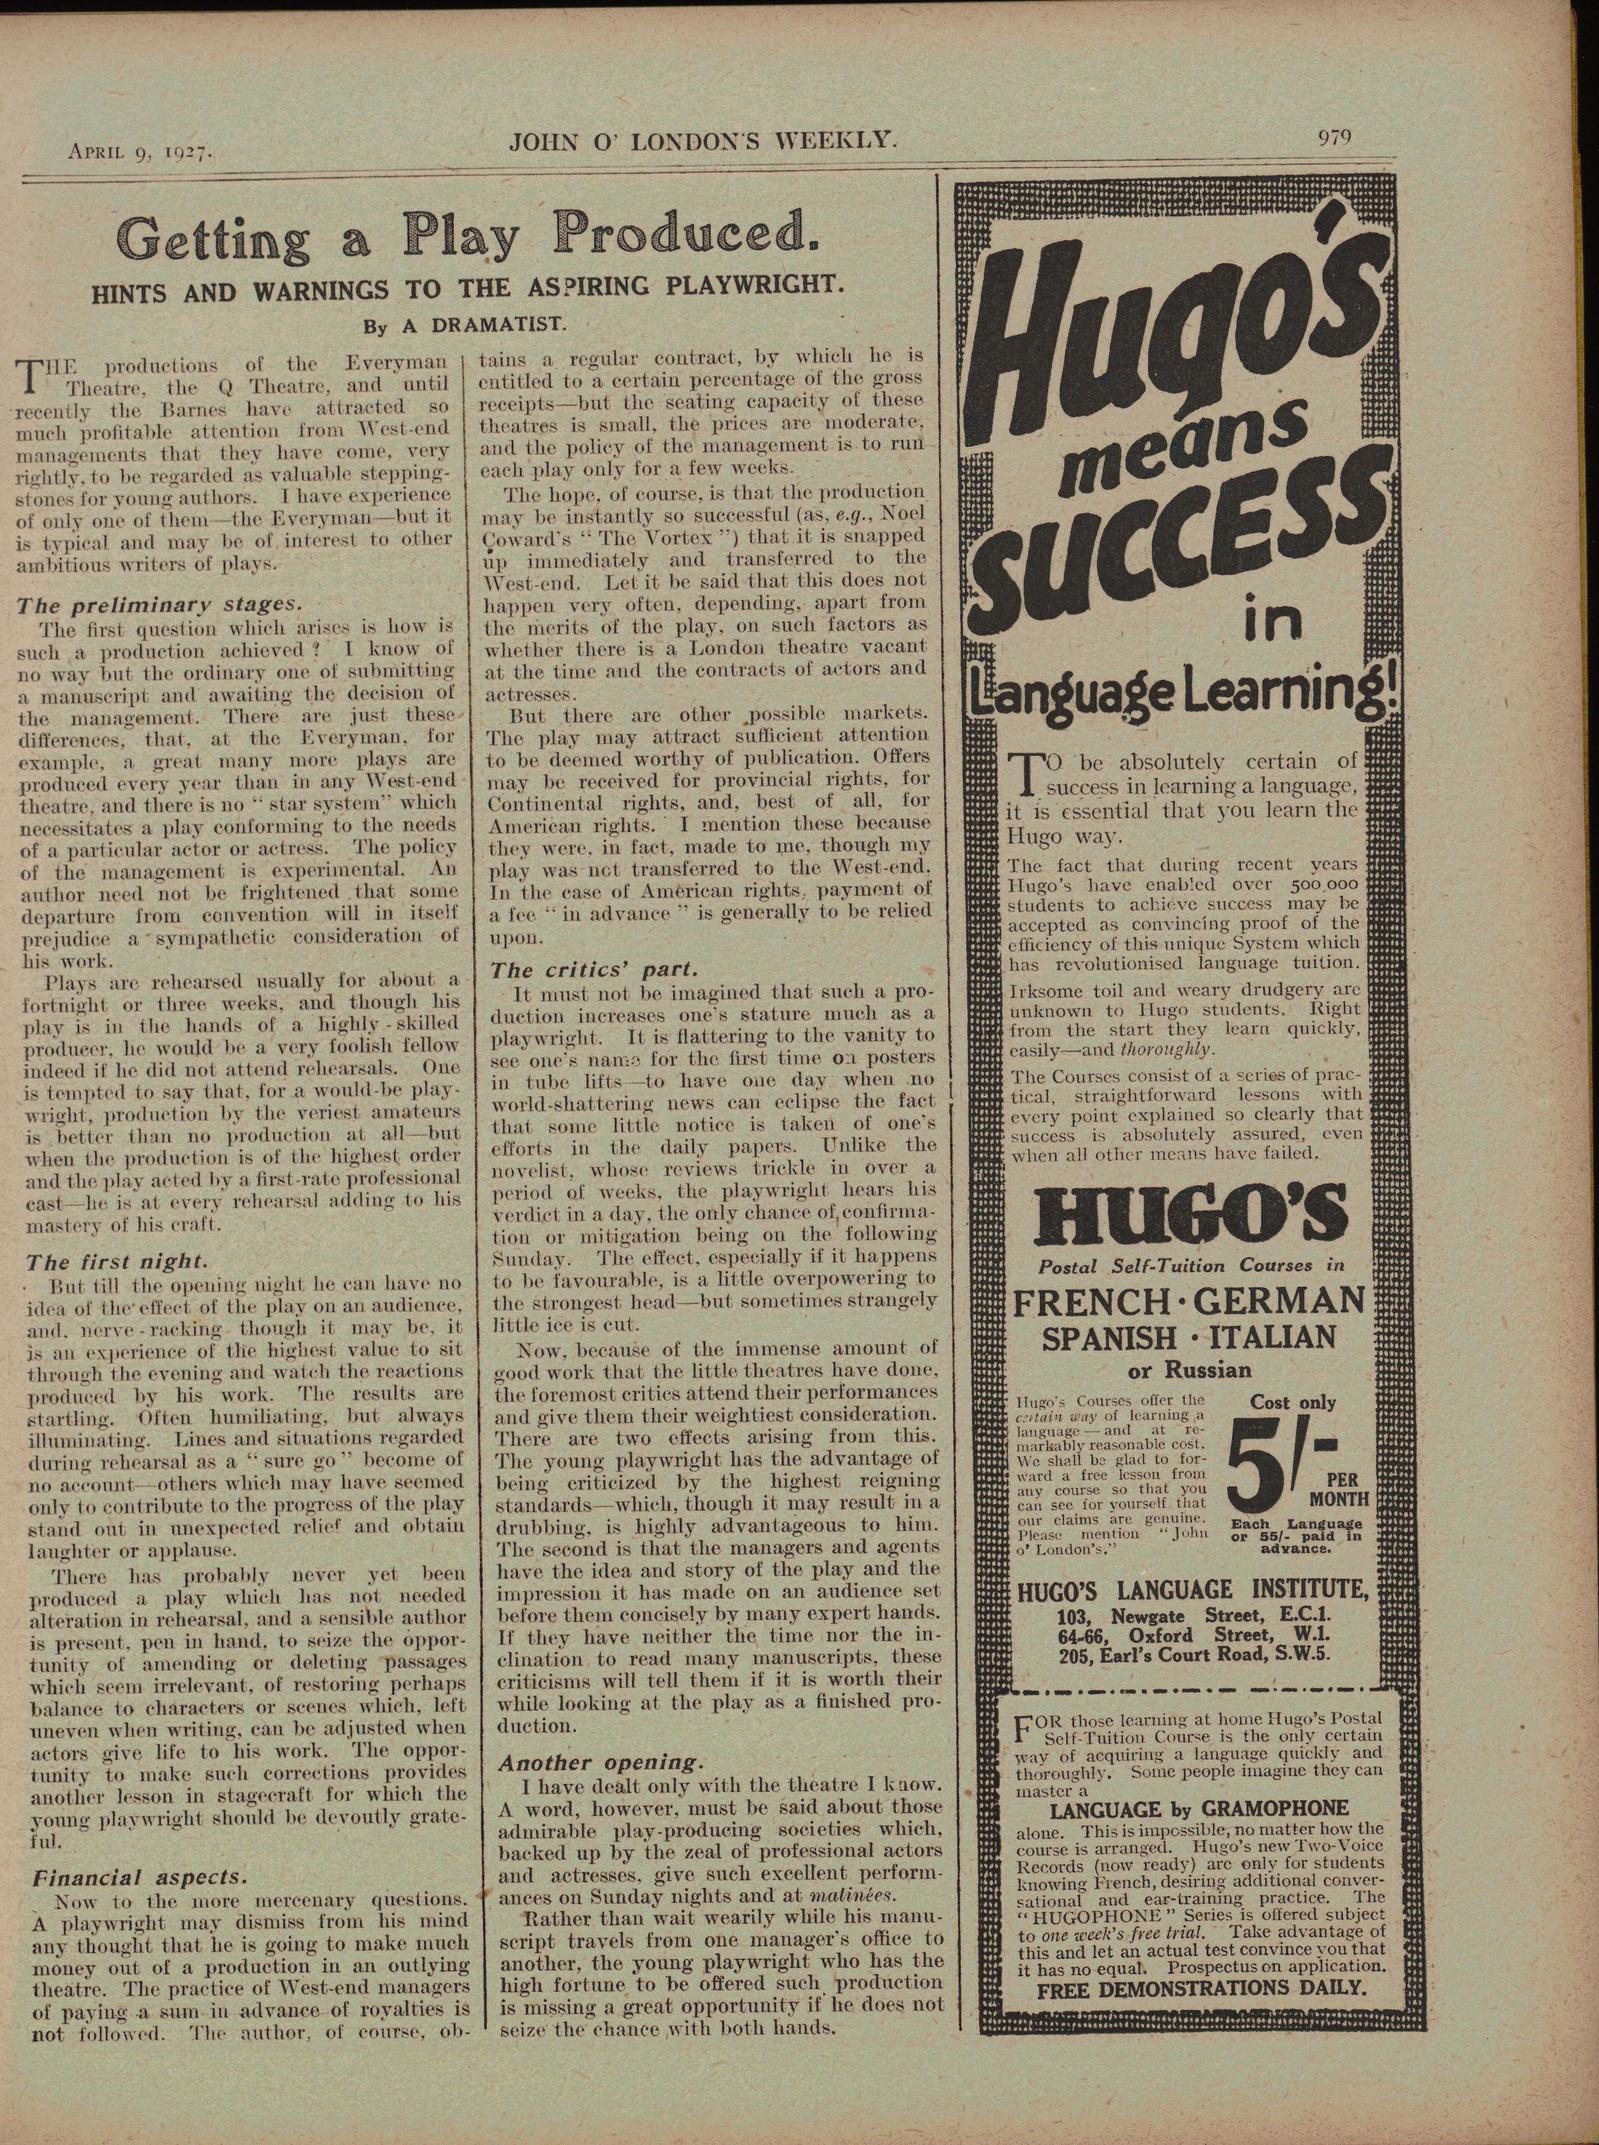 APRIL 9, 1927.
JOHN O' LONDON'S WEEKLY.
979
Getting a Play Produced.
HINTS AND WARNINGS TO THE ASPIRING PLAYWRIGHT.
By A DRAMATIST.
THE productions of the Everyman
Theatre, the Q Theatre, and until
recently the Barnes have attracted so
much profitable attention from West-end
managements that they have come, very
rightly, to be regarded as valuable stepping-
stones for young authors. I have experience
of only one of them—the Everyman—but it
is typical and may be of interest to other
ambitious writers of plays.
The preliminary stages.
The first question which arises is how is
such a production achieved? I know of
no way but the ordinary one of submitting
a manuscript and awaiting the decision of
the management. There are just these
differences, that, at the Everyman, for
example, a great many more plays are
produced every year than in any West-end
theatre, and there is no "star system" which
necessitates a play conforming to the needs
of a particular actor or actress. The policy
of the management is experimental. An
author need not be frightened that some
departure from convention will in itself
prejudice a sympathetic consideration of
his work.
Plays are rehearsed usually for about a
fortnight or three weeks, and though his
play is in the hands of a highly-skilled
producer, he would be a very foolish fellow
indeed if he did not attend rehearsals. One
is tempted to say that, for a would-be play-
wright, production by the veriest amateurs
is better than no production at all—but
when the production is of the highest order
and the play acted by a first-rate professional
cast—he is at every rehearsal adding to his
mastery of his craft.
The first night.
But till the opening night he can have no
idea of the effect of the play on an audience,
and, nerve-racking though it may be, it
is an experience of the highest value to sit
through the evening and watch the reactions
produced by his work. The results are
startling. Often humiliating, but always
illuminating. Lines and situations regarded
during rehearsal as a "sure go" become of
no account—others which may have seemed
only to contribute to the progress of the play
stand out in unexpected relief and obtain
laughter or applause.
There has probably never yet been
produced a play which has not needed
alteration in rehearsal, and a sensible author
is present, pen in hand, to seize the oppor-
tunity of amending or deleting passages
which seem irrelevant, of restoring perhaps
balance to characters or scenes which, left
uneven when writing, can be adjusted when
actors give life to his work. The oppor-
tunity to make such corrections provides
another lesson in stagecraft for which the
young playwright should be devoutly grate-
ful.
Financial aspects.
Now to the more mercenary questions.
A playwright may dismiss from his mind
any thought that he is going to make much
money out of a production in an outlying
theatre. The practice of West-end managers
of paying a sum in advance of royalties is
not followed. The author, of course, ob-
tains a regular contract, by which he is
entitled to a certain percentage of the gross
receipts—but the seating capacity of these
theatres is small, the prices are moderate,
and the policy of the management is to run
each play only for a few weeks.
The hope, of course, is that the production
may be instantly so successful (as, e.g., Noel
Coward's "The Vortex") that it is snapped
up immediately and transferred to the
West-end. Let it be said that this does not
happen very often, depending, apart from
the merits of the play, on such factors as
whether there is a London theatre vacant
at the time and the contracts of actors and
actresses.
But there are other possible markets.
The play may attract sufficient attention
to be deemed worthy of publication. Offers
may be received for provincial rights, for
Continental rights, and, best of all, for
American rights. I mention these because
they were, in fact, made to me, though my
play was not transferred to the West-end.
In the case of American rights, payment of
a fee "in advance" is generally to be relied
upon.
The critics' part.
It must not be imagined that such a pro-
duction increases one's stature much as a
playwright. It is flattering to the vanity to
see one's name for the first time on posters
in tube lifts—to have one day when no
world-shattering news can eclipse the fact
that some little notice is taken of one's
efforts in the daily papers. Unlike the
novelist, whose reviews trickle in over a
period of weeks, the playwright hears his
verdict in a day, the only chance of confirma-
tion or mitigation being on the following
Sunday. The effect, especially if it happens
to be favourable, is a little overpowering to
the strongest head—but sometimes strangely
little ice is cut.
Now, because of the immense amount of
good work that the little theatres have done,
the foremost critics attend their performances
and give them their weightiest consideration.
There are two effects arising from this.
The young playwright has the advantage of
being criticized by the highest reigning
standards—which, though it may result in a
drubbing, is highly advantageous to him.
The second is that the managers and agents
have the idea and story of the play and the
impression it has made on an audience set
before them concisely by many expert hands.
If they have neither the time nor the in-
clination to read many manuscripts, these
criticisms will tell them if it is worth their
while looking at the play as a finished pro-
duction.
Another opening.
I have dealt only with the theatre I know.
A word, however, must be said about those
admirable play-producing societies which,
backed up by the zeal of professional actors
and actresses, give such excellent perform-
ances on Sunday nights and at matinées.
Rather than wait wearily while his manu-
script travels from one manager's office to
another, the young playwright who has the
high fortune to be offered such production
is missing a great opportunity if he does not
seize the chance with both hands.
Hugo's
means
SUCCESS
in
Language Learning!
TO be absolutely certain of
success in learning a language,
it is essential that you learn the
Hugo way.
The fact that during recent years
Hugo's have enabled over 500,000
students to achieve success may be
accepted as convincing proof of the
efficiency of this unique System which
has revolutionised language tuition.
Irksome toil and weary drudgery are
unknown to Hugo students. Right
from the start they learn quickly,
easily—and thoroughly.
The Courses consist of a series of prac-
tical, straightforward lessons with
every point explained so clearly that
success is absolutely assured, even
when all other means have failed.
HUGO'S
Postal Self-Tuition Courses in
FRENCH · GERMAN
SPANISH · ITALIAN
or Russian
Hugo's Courses offer the
certain way of learning a
language—and at re-
markably reasonable cost.
We shall be glad to for-
ward a free lesson from
any course so that you
can see for yourself that
our claims are genuine.
Please mention "John
o' London's."
Cost only
5/-
PER
MONTH
Each Language
or 55/- paid in
advance.
HUGO'S LANGUAGE INSTITUTE,
103, Newgate Street, E.C.1.
64-66, Oxford Street, W.1.
205, Earl's Court Road, S.W.5.
FOR those learning at home Hugo's Postal
Self-Tuition Course is the only certain
way of acquiring a language quickly and
thoroughly. Some people imagine they can
master a
LANGUAGE by GRAMOPHONE
alone. This is impossible, no matter how the
course is arranged. Hugo's new Two-Voice
Records (now ready) are only for students
knowing French, desiring additional conver-
sational and ear-training practice. The
"HUGOPHONE" Series is offered subject
to one week's free trial. Take advantage of
this and let an actual test convince you that
it has no equal. Prospectus on application.
FREE DEMONSTRATIONS DAILY.